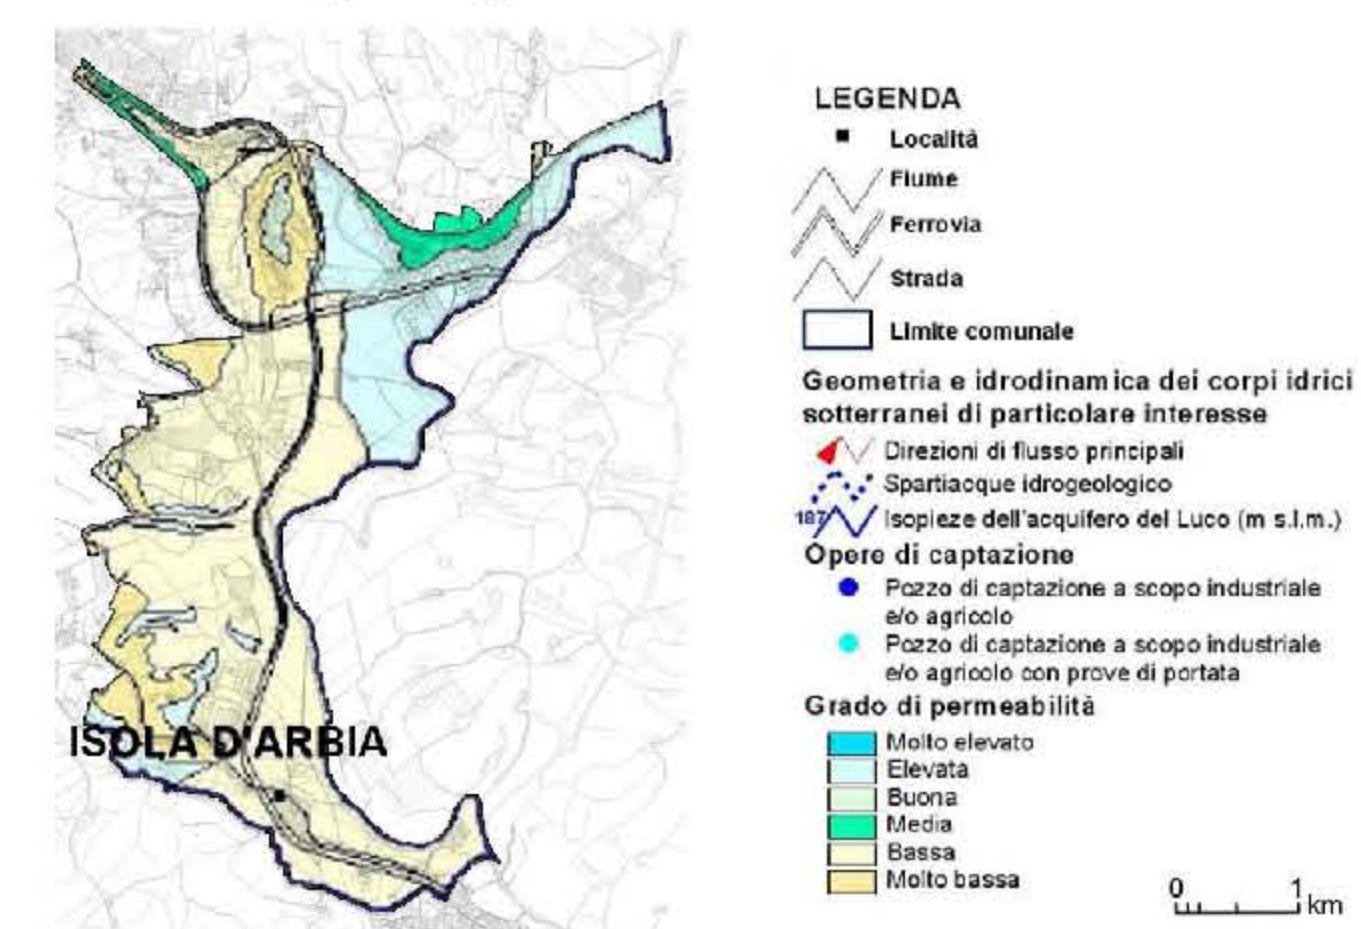 ISOLA D'ARBIA
LEGENDA
Località
Fiume
Ferrovia
Strada
Limite comunale
Geometria e idrodinamica dei corpi idrici
sotterranei di particolare interesse
Direzioni di flusso principali
Spartiacque idrogeologico
187 Isopieze dell'acquifero del Luco (m s.l.m.)
Opere di captazione
Pozzo di captazione a scopo industriale
e/o agricolo
Pozzo di captazione a scopo industriale
e/o agricolo con prove di portata
Grado di permeabilità
Molto elevato
Elevata
Buona
Media
Bassa
Molto bassa
0 1
km